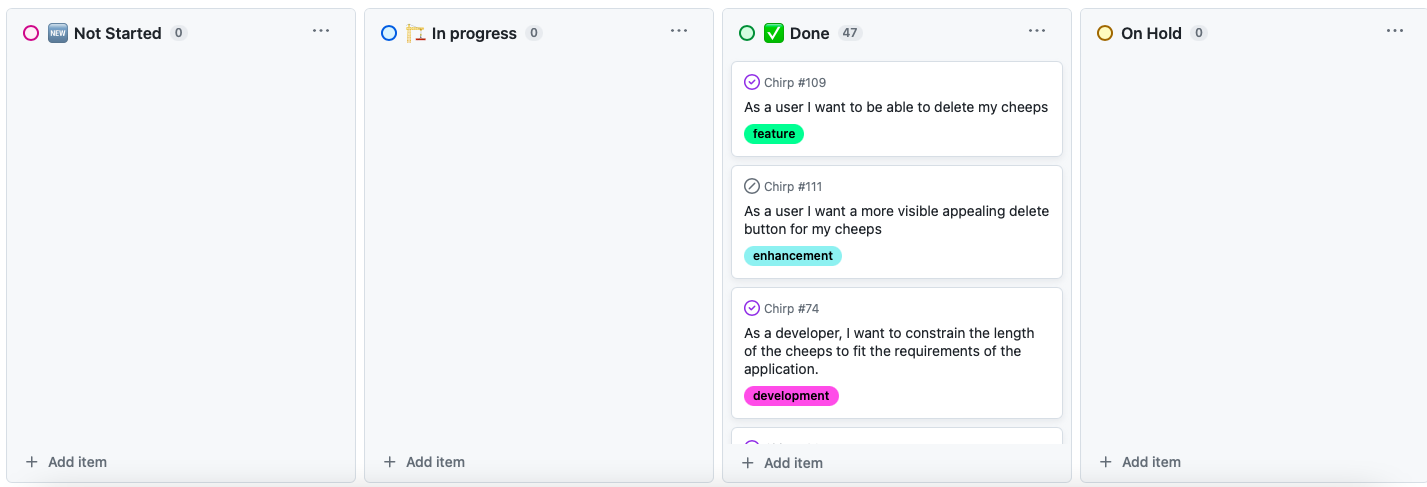 NEW Not Started 0
In progress 0
Done 47
On Hold 0
Chirp #109
As a user I want to be able to delete my cheeps
feature
Chirp #111
As a user I want a more visible appealing delete
button for my cheeps
enhancement
Chirp #74
As a developer, I want to constrain the length
of the cheeps to fit the requirements of the
application.
development
+ Add item
+ Add item
+ Add item
+ Add item